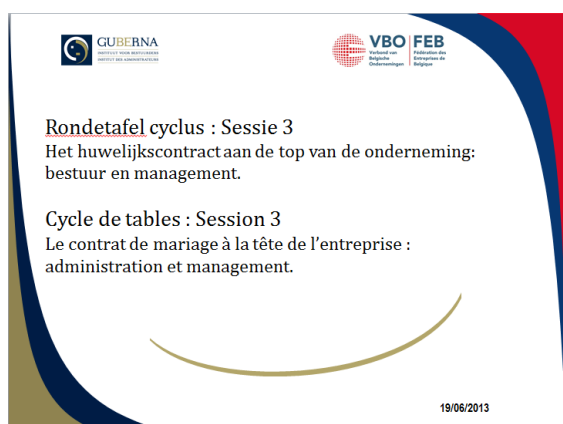 GUBERNA
INSTITUUT VOOR BESTUURDERS
INSTITUT DES ADMINISTRATEURS
VBO FEB
Verband van Belgische Ondernemingen
Fédération des Entreprises de Belgique
Rondetafel cyclus : Sessie 3
Het huwelijkscontract aan de top van de onderneming:
bestuur en management.
Cycle de tables : Session 3
Le contrat de mariage à la tête de l’entreprise :
administration et management.
19/06/2013